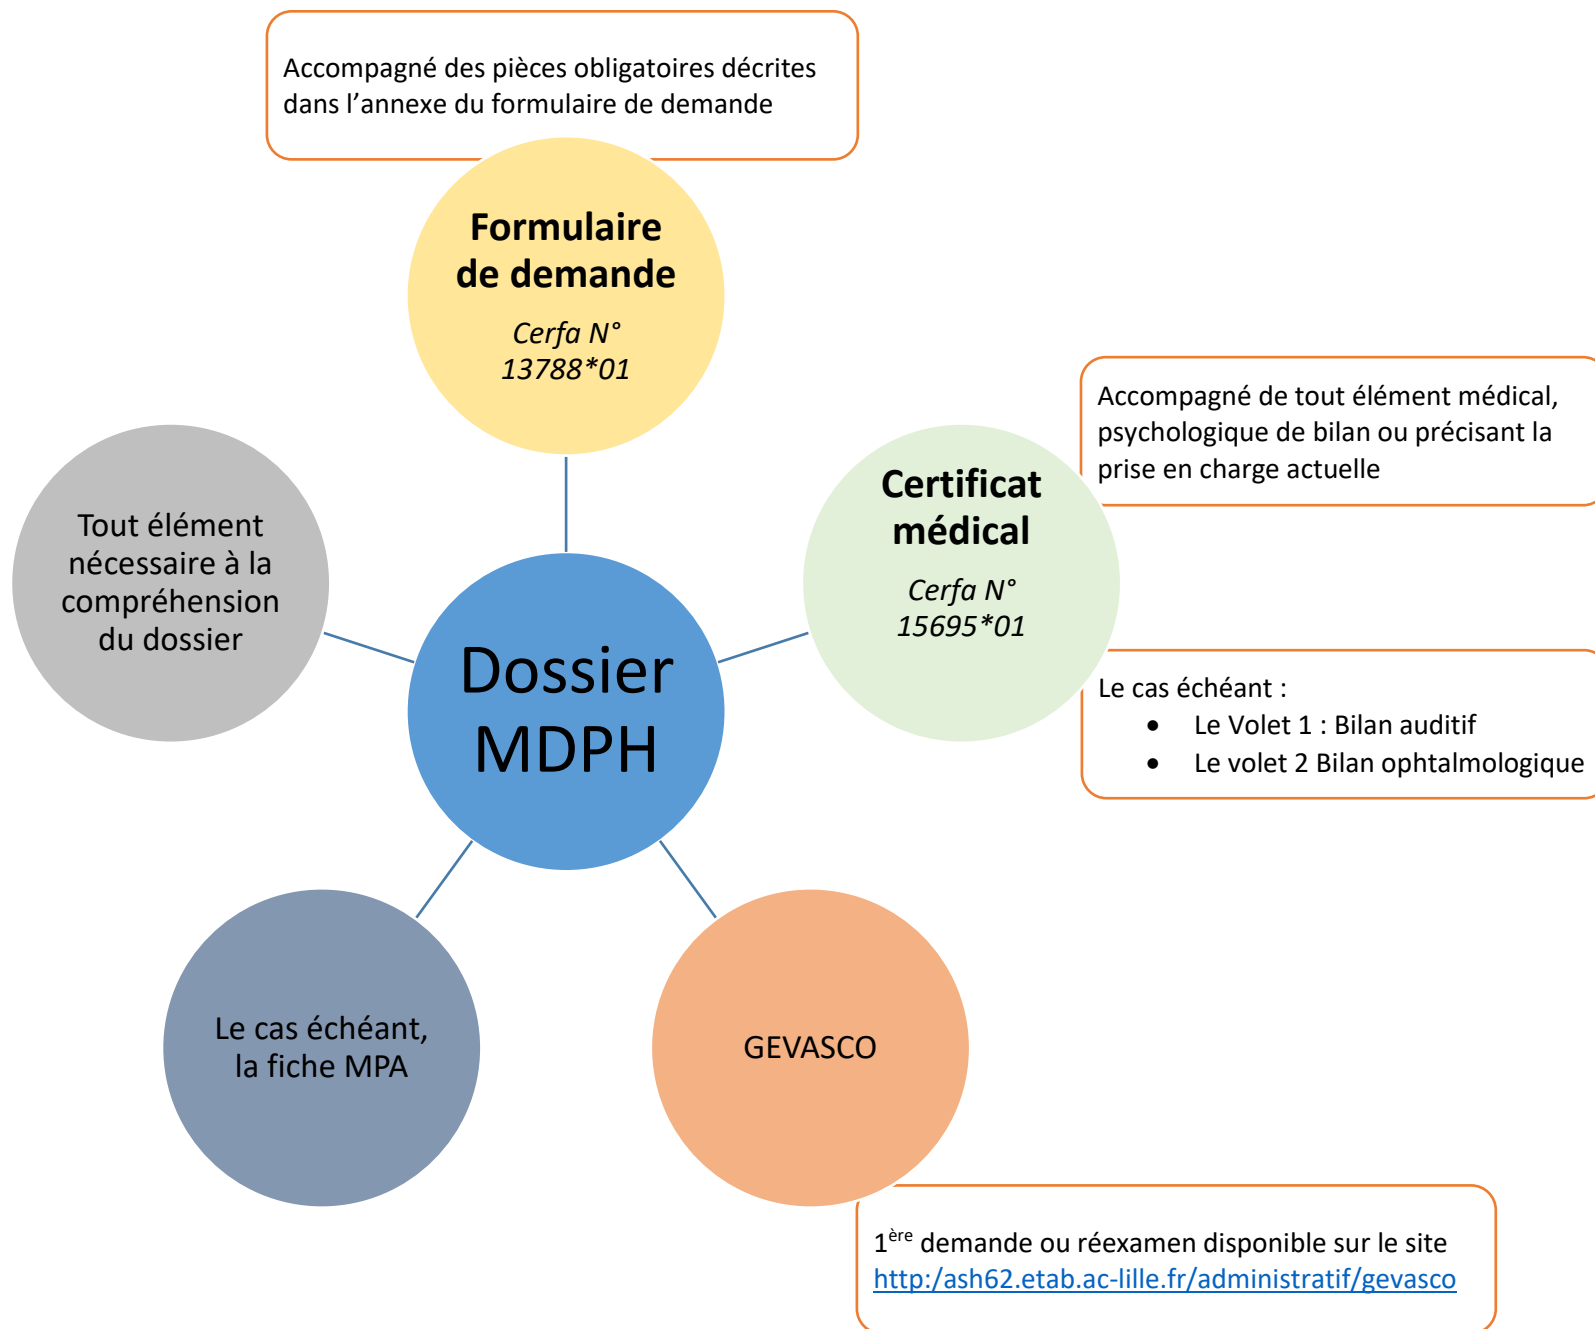 Accompagné des pièces obligatoires décrites
dans l’annexe du formulaire de demande
Formulaire
de demande
Cerfa N°
13788*01
Accompagné de tout élément médical,
psychologique de bilan ou précisant la
prise en charge actuelle
Certificat
médical
Cerfa N°
15695*01
Le cas échéant :
• Le Volet 1 : Bilan auditif
• Le volet 2 Bilan ophtalmologique
Tout élément
nécessaire à la
compréhension
du dossier
Dossier
MDPH
Le cas échéant,
la fiche MPA
GEVASCO
1ère demande ou réexamen disponible sur le site
http:/ash62.etab.ac-lille.fr/administratif/gevasco